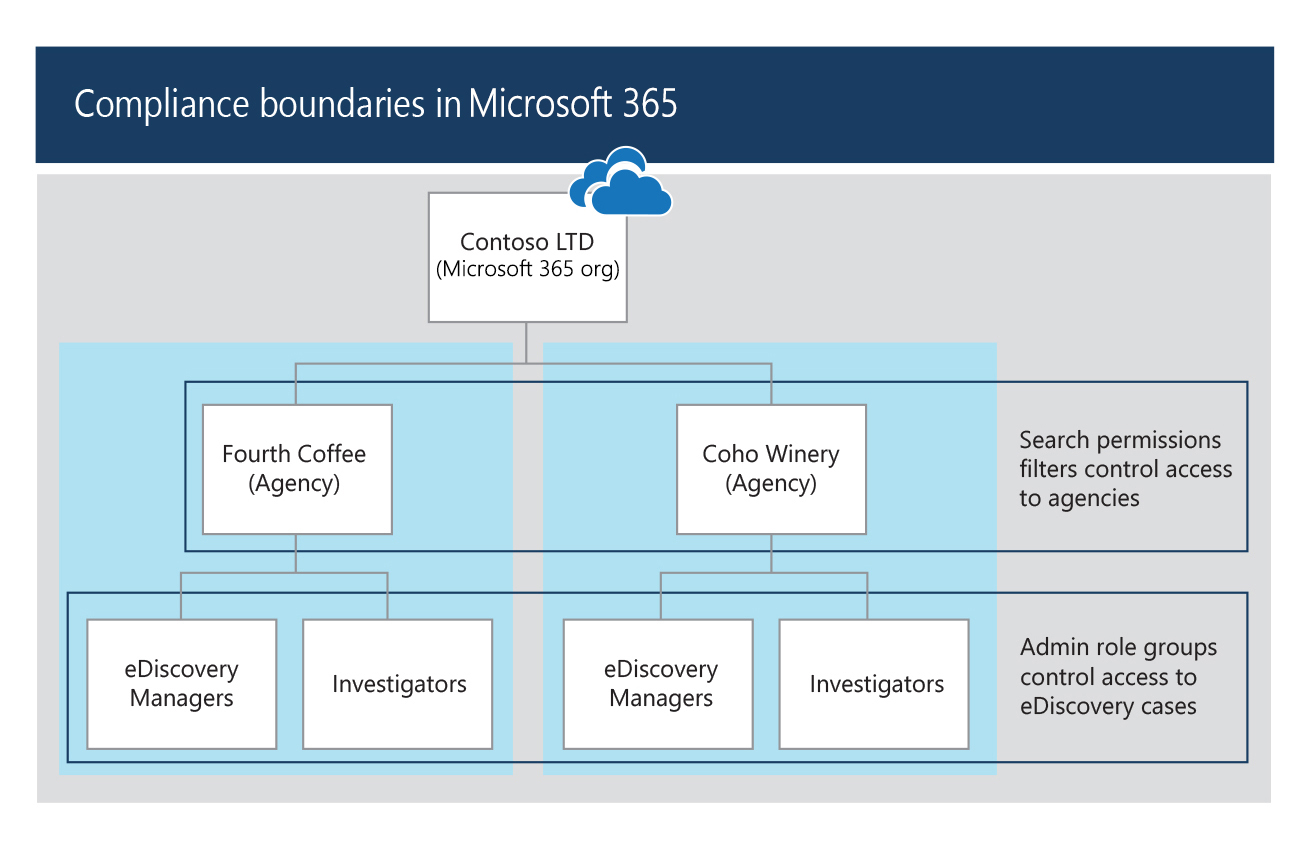 Compliance boundaries in Microsoft 365
Contoso LTD
(Microsoft 365 org)
Fourth Coffee
(Agency)
Coho Winery
(Agency)
Search permissions
filters control access
to agencies
eDiscovery
Managers
Investigators
eDiscovery
Managers
Investigators
Admin role groups
control access to
eDiscovery cases